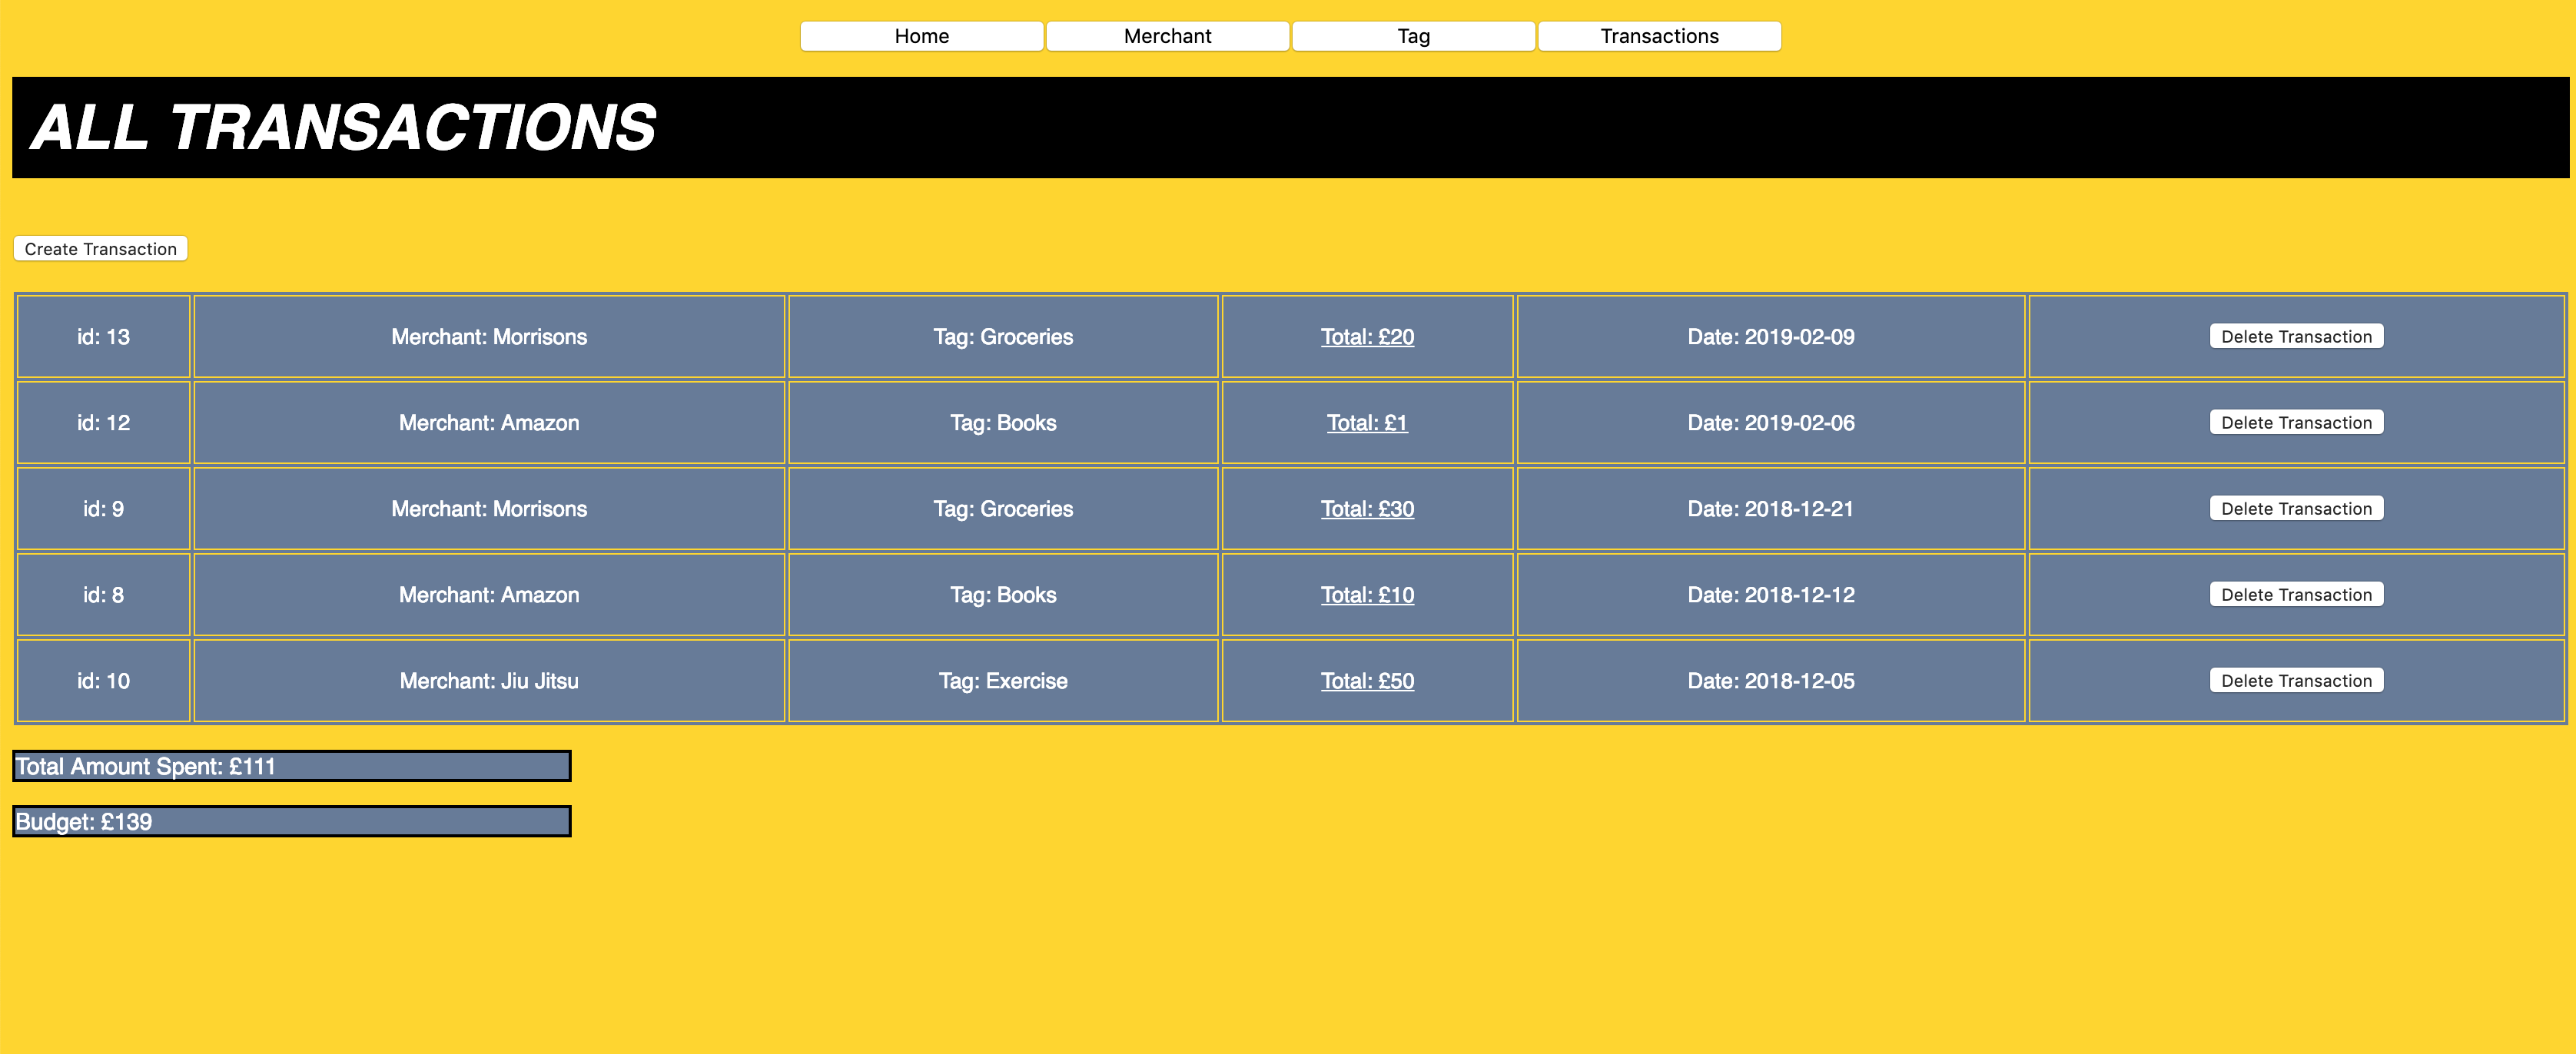 Home Merchant Tag Transactions
ALL TRANSACTIONS
Create Transaction
id: 13 Merchant: Morrisons Tag: Groceries Total: £20 Date: 2019-02-09 Delete Transaction
id: 12 Merchant: Amazon Tag: Books Total: £1 Date: 2019-02-06 Delete Transaction
id: 9 Merchant: Morrisons Tag: Groceries Total: £30 Date: 2018-12-21 Delete Transaction
id: 8 Merchant: Amazon Tag: Books Total: £10 Date: 2018-12-12 Delete Transaction
id: 10 Merchant: Jiu Jitsu Tag: Exercise Total: £50 Date: 2018-12-05 Delete Transaction
Total Amount Spent: £111
Budget: £139